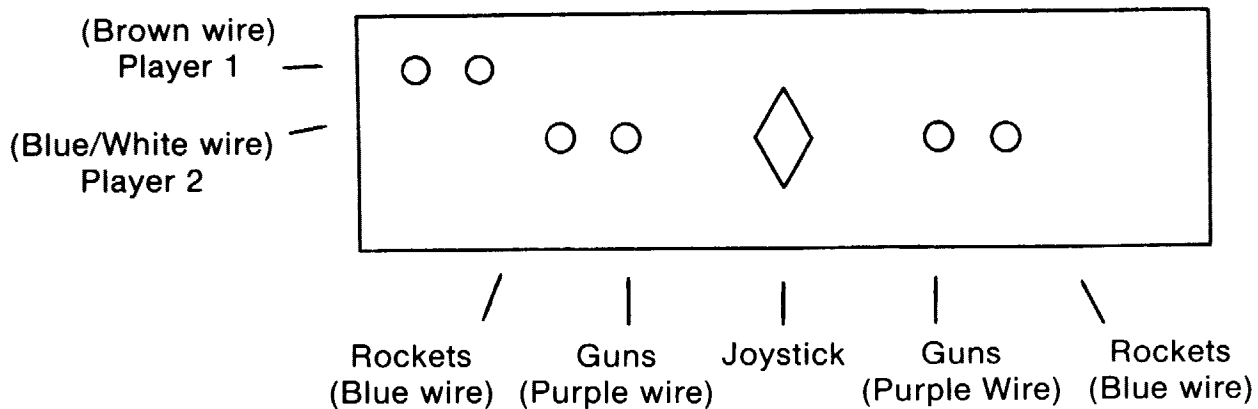 (Brown wire)
Player 1
(Blue/White wire)
Player 2
Rockets
(Blue wire)
Guns
(Purple wire)
Joystick
Guns
(Purple Wire)
Rockets
(Blue wire)